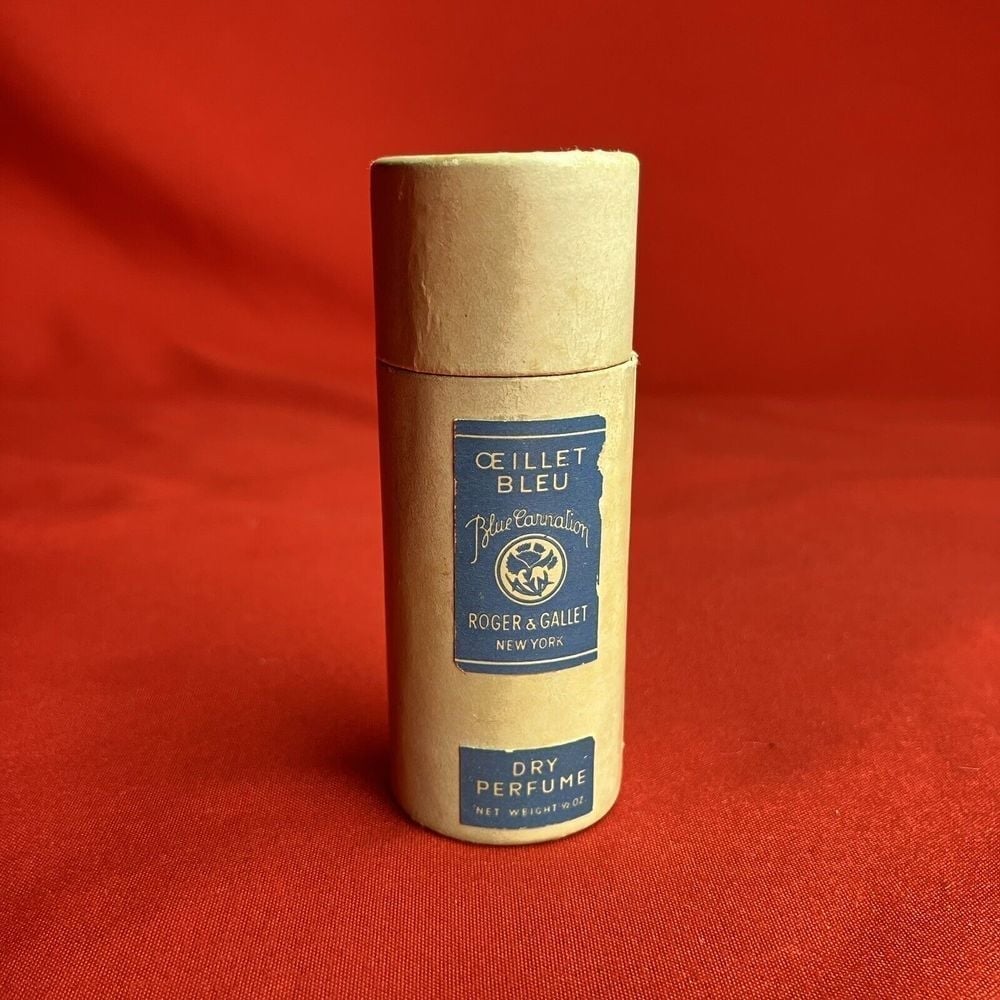 ŒILLET
BLEU
Blue Carnation
ROGER & GALLET
NEW YORK
DRY
PERFUME
NET WEIGHT ½ OZ.